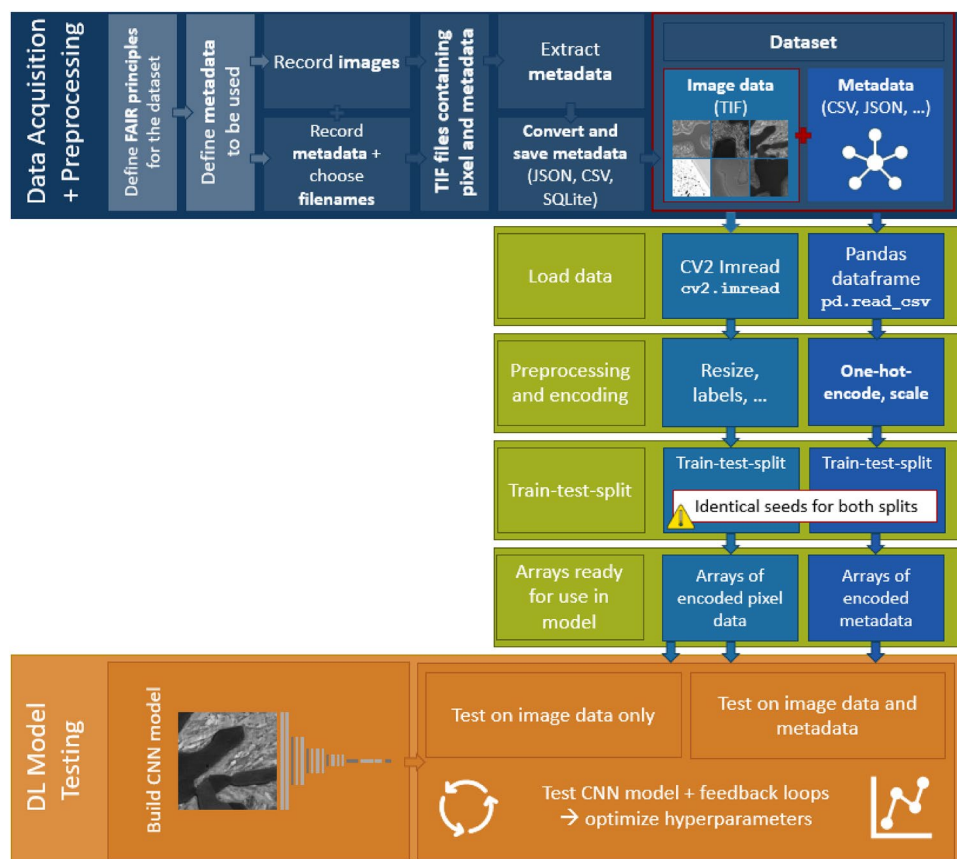 Data Acquisition
+ Preprocessing
Define FAIR principles
for the dataset
Define metadata
to be used
Record images
Record
metadata +
choose
filenames
TIF files containing
pixel and metadata
Extract
metadata
Convert and
save metadata
(JSON, CSV,
SQLite)
Dataset
Image data
(TIF)
Metadata
(CSV, JSON, ...)
Load data
CV2 Imread
cv2.imread
Pandas
dataframe
pd.read_csv
Preprocessing
and encoding
Resize,
labels, ...
One-hot-
encode, scale
Train-test-split
Train-test-split
Train-test-split
Identical seeds for both splits
Arrays ready
for use in
model
Arrays of
encoded pixel
data
Arrays of
encoded
metadata
DL Model
Testing
Build CNN model
Test on image data only
Test on image data and
metadata
Test CNN model + feedback loops
→ optimize hyperparameters